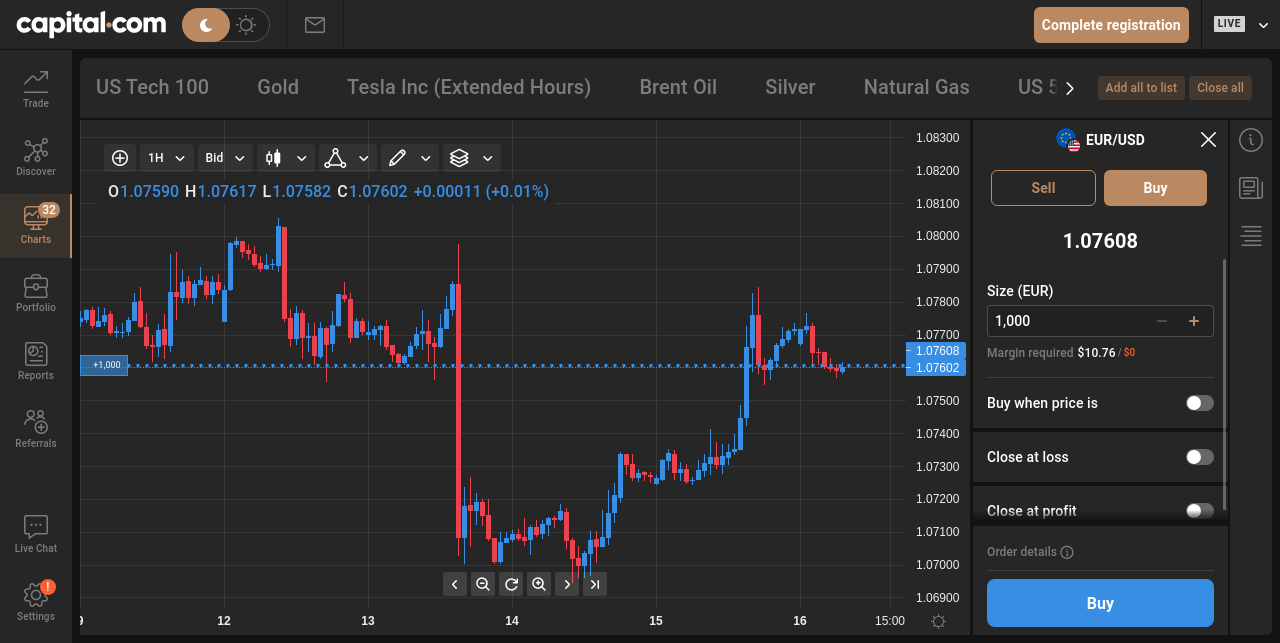 capital.com
Complete registration
LIVE
Trade
Discover
32
Charts
Portfolio
Reports
Referrals
Live Chat
!
Settings
US Tech 100
Gold
Tesla Inc (Extended Hours)
Brent Oil
Silver
Natural Gas
US 5
Add all to list
Close all
1H
Bid
O1.07590 H1.07617 L1.07582 C1.07602 +0.00011 (+0.01%)
+1,000
1.08300
1.08200
1.08100
1.08000
1.07900
1.07800
1.07700
1.07608
1.07602
1.07500
1.07400
1.07300
1.07200
1.07100
1.07000
1.06900
9
12
13
14
15
16
15:00
EUR/USD
Sell
Buy
1.07608
Size (EUR)
1,000
Margin required $10.76 / $0
Buy when price is
Close at loss
Close at profit
Order details
Buy